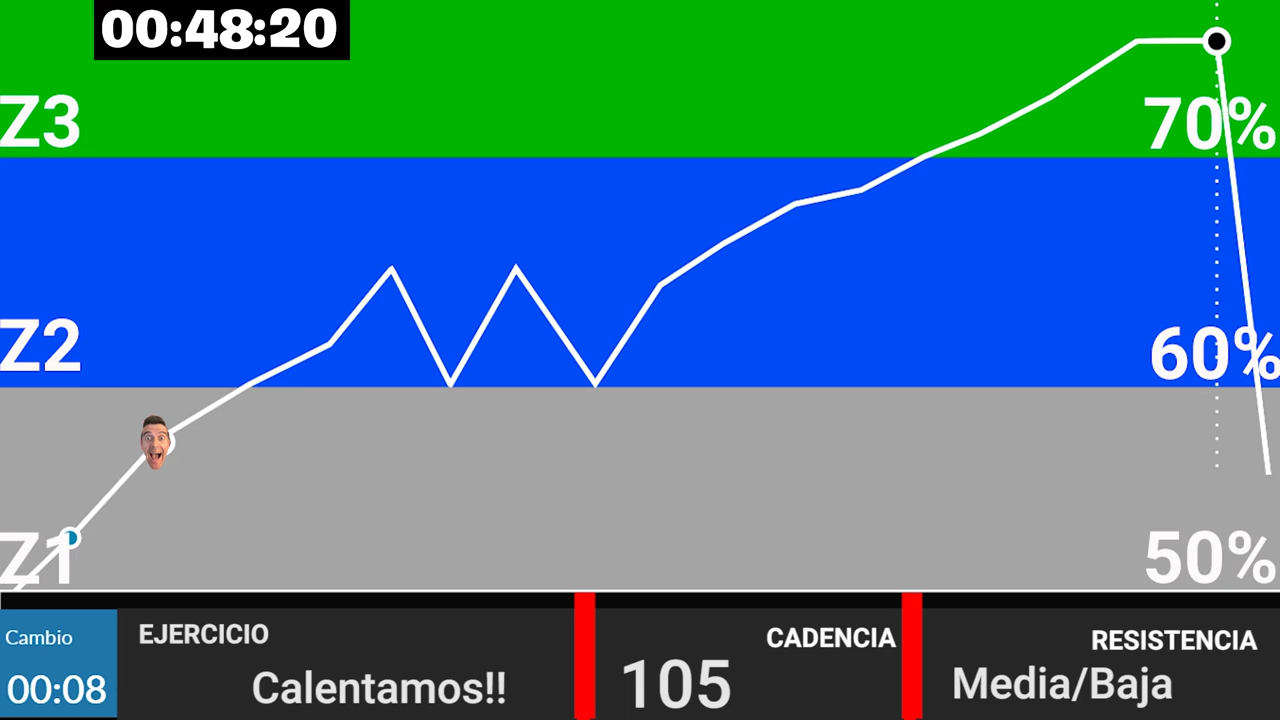 00:48:20
Z3
70%
Z2
60%
Z1
50%
Cambio
00:08
EJERCICIO
Calentamos!!
CADENCIA
105
RESISTENCIA
Media/Baja